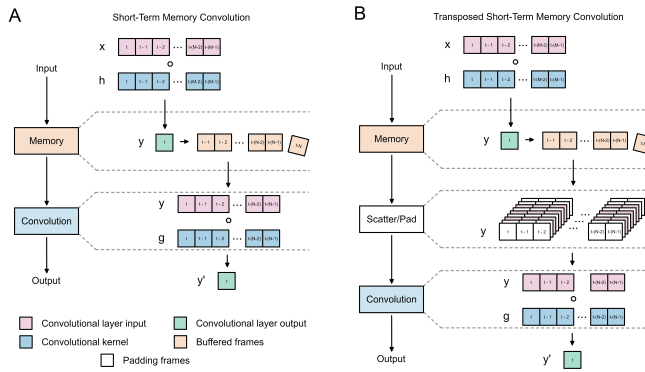 A
Short-Term Memory Convolution
x
t t - 1 t - 2 ... t-(M-2) t-(M-1)
Input
h
t t - 1 t - 2 ... t-(M-2) t-(M-1)
Memory
y
t
t - 1 t - 2 ... t-(N-2) t-(N-1) t-N
y
t t - 1 t - 2 ... t-(N-2) t-(N-1)
Convolution
g
t t - 1 t - 2 ... t-(N-2) t-(N-1)
Output
y'
t
B
Transposed Short-Term Memory Convolution
x
t t - 1 t - 2 ... t-(M-2) t-(M-1)
Input
h
t t - 1 t - 2 ... t-(M-2) t-(M-1)
Memory
y
t
t - 1 t - 2 ... t-(N-2) t-(N-1)
Scatter/Pad
y
t t - 1 t - 2 ... t-(N-2) t-(N-1)
y
t t - 1 t - 2 t-(N-2) t-(N-1)
Convolution
g
t t - 1 t - 2 ... t-(N-2) t-(N-1)
Output
y'
t
Convolutional layer input
Convolutional layer output
Convolutional kernel
Buffered frames
Padding frames